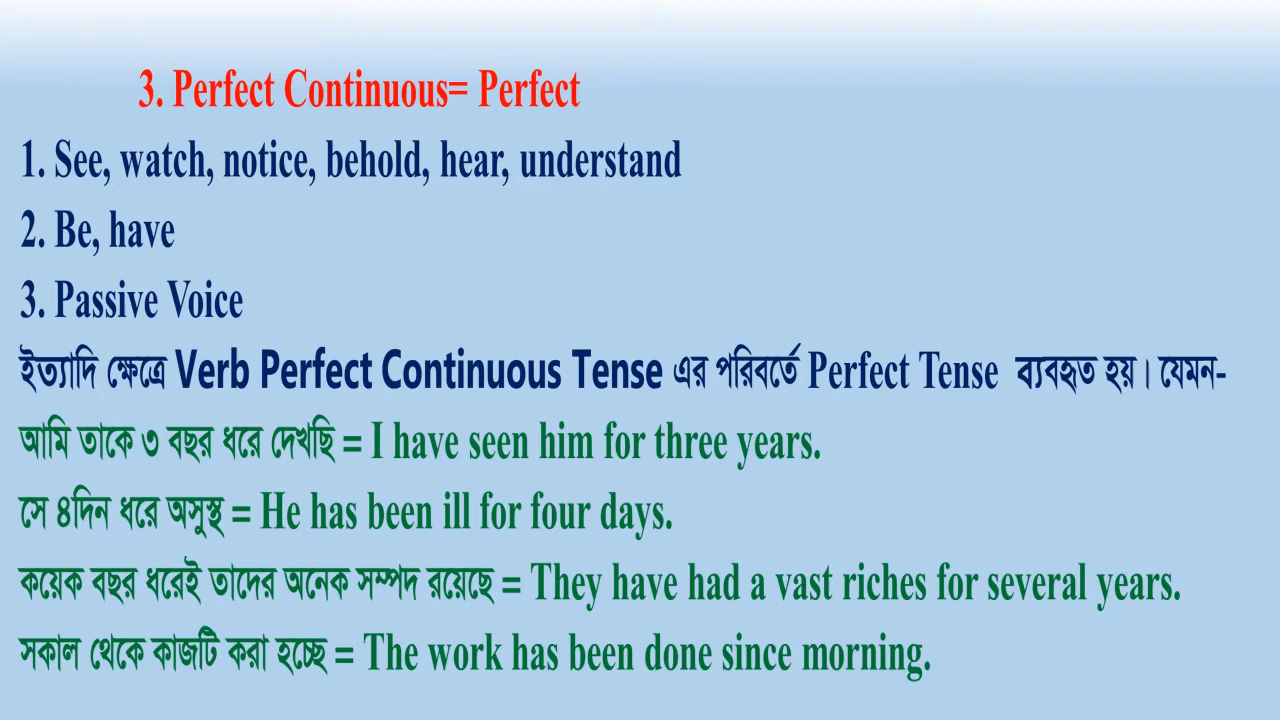 3. Perfect Continuous= Perfect
1. See, watch, notice, behold, hear, understand
2. Be, have
3. Passive Voice
ইত্যাদি ক্ষেত্রে Verb Perfect Continuous Tense এর পরিবর্তে Perfect Tense ব্যবহৃত হয়। যেমন-
আমি তাকে ৩ বছর ধরে দেখছি = I have seen him for three years.
সে ৪দিন ধরে অসুস্থ = He has been ill for four days.
কয়েক বছর ধরেই তাদের অনেক সম্পদ রয়েছে = They have had a vast riches for several years.
সকাল থেকে কাজটি করা হচ্ছে = The work has been done since morning.